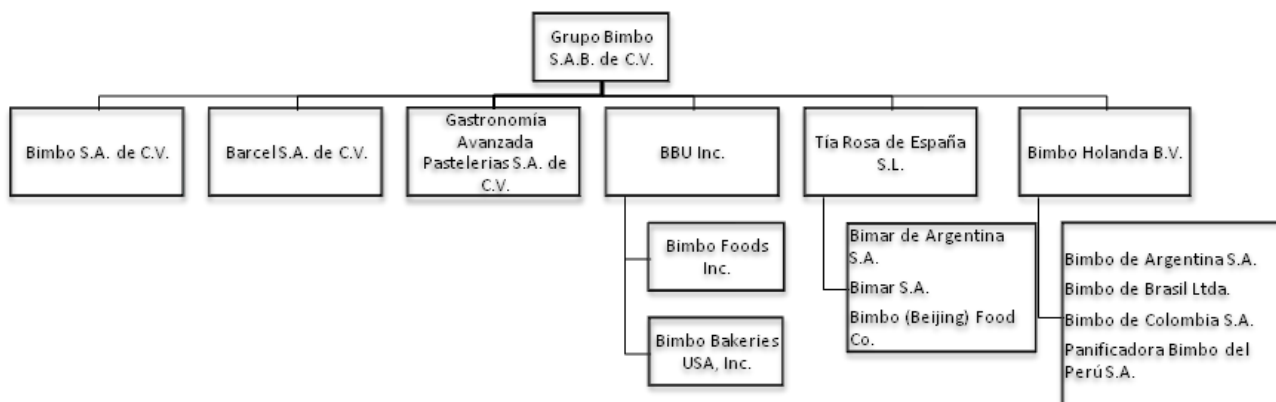 Grupo Bimbo
S.A.B. de C.V.
Bimbo S.A. de C.V.
Barcel S.A. de C.V.
Gastronomía
Avanzada
Pastelerias S.A. de
C.V.
BBU Inc.
Tía Rosa de España
S.L.
Bimbo Holanda B.V.
Bimbo Foods
Inc.
Bimbo Bakeries
USA, Inc.
Bimar de Argentina
S.A.
Bimar S.A.
Bimbo (Beijing) Food
Co.
Bimbo de Argentina S.A.
Bimbo de Brasil Ltda.
Bimbo de Colombia S.A.
Panificadora Bimbo del
Perú S.A.